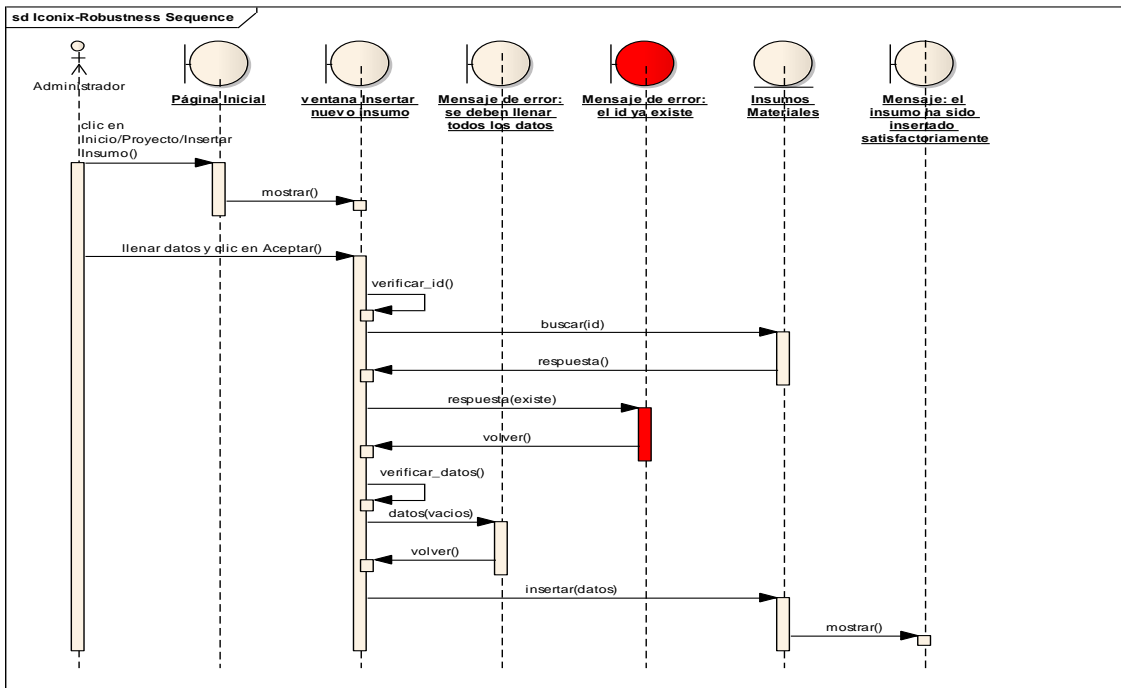 sd Iconix-Robustness Sequence
Administrador
Página Inicial
ventana Insertar
nuevo insumo
Mensaje de error:
se deben llenar
todos los datos
Mensaje de error:
el id ya existe
Insumos
Materiales
Mensaje: el
insumo ha sido
insertado
satisfactoriamente
clic en
Inicio/Proyecto/Insertar
Insumo()
mostrar()
llenar datos y clic en Aceptar()
verificar_id()
buscar(id)
respuesta()
respuesta(existe)
volver()
verificar_datos()
datos(vacios)
volver()
insertar(datos)
mostrar()